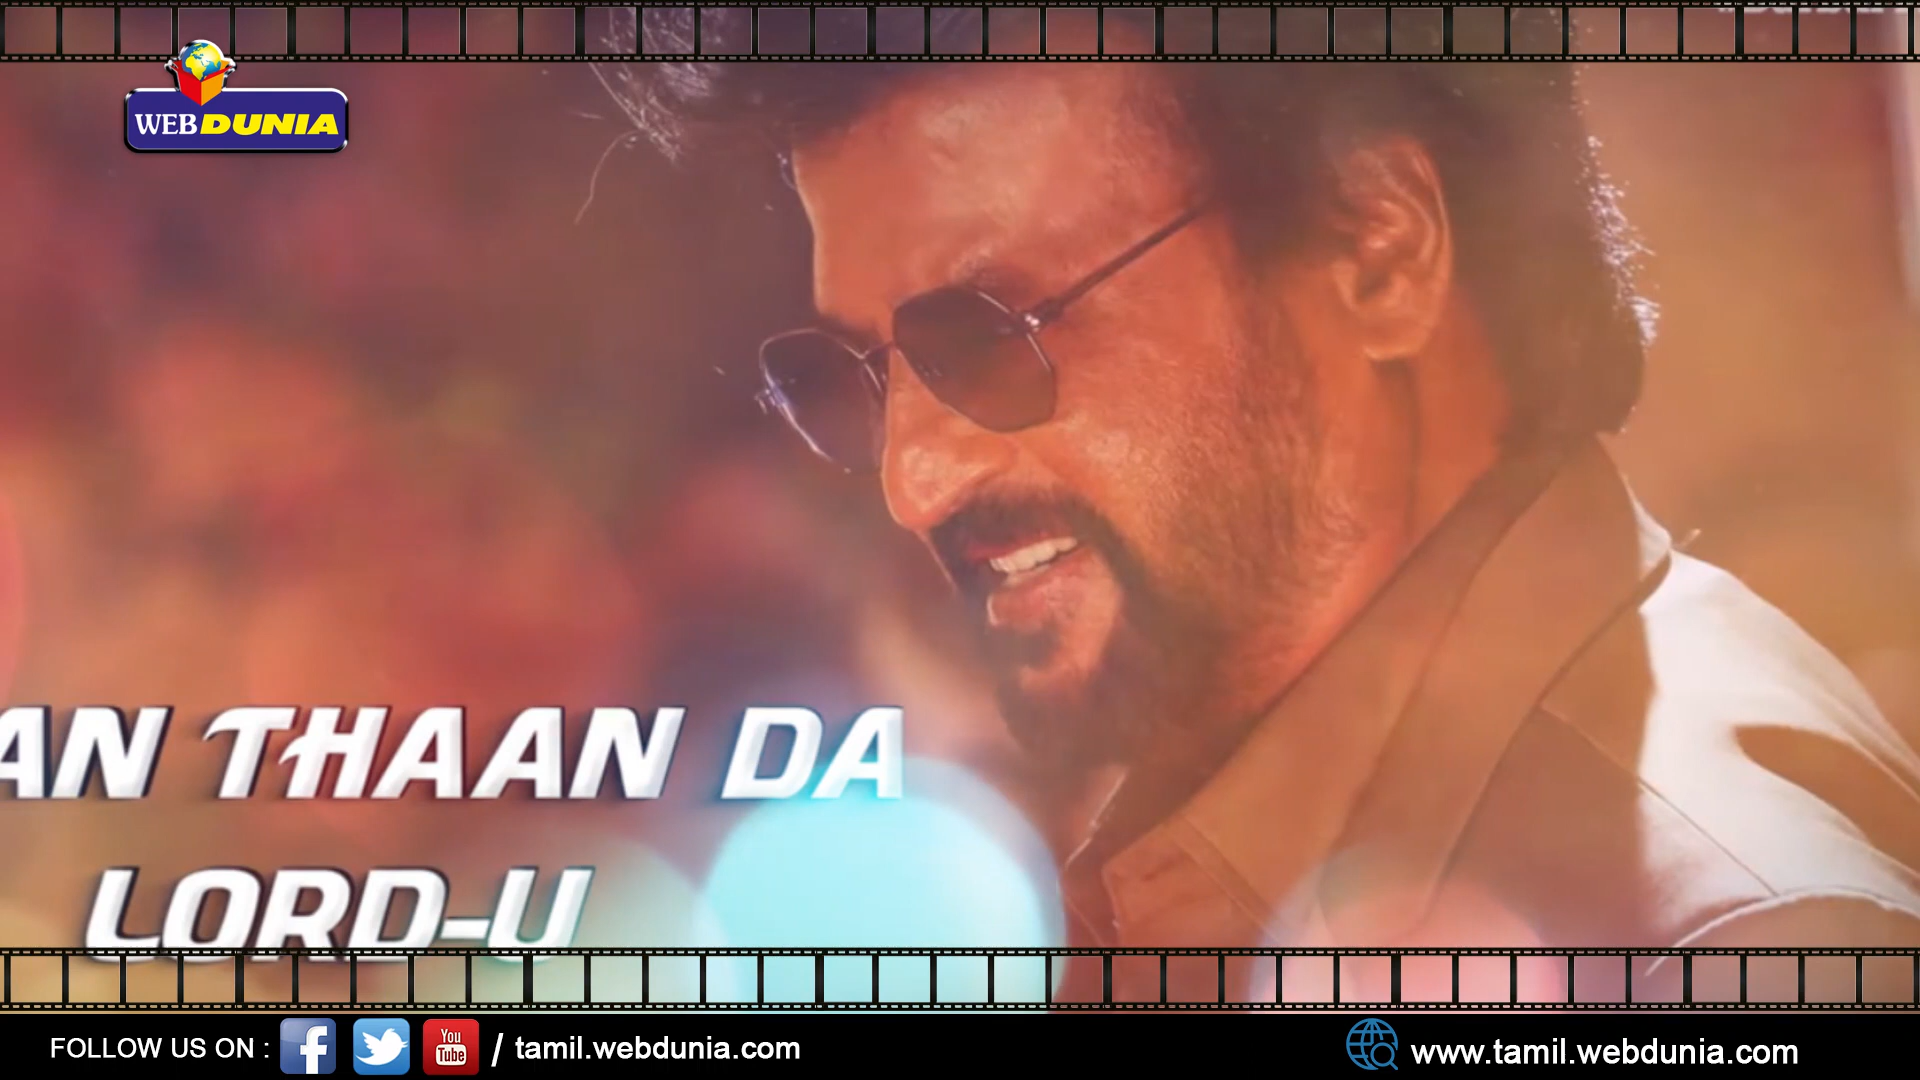 WEBDUNIA
AN THAAN DA
LORD-U
FOLLOW US ON : f You Tube / tamil.webdunia.com
www.tamil.webdunia.com